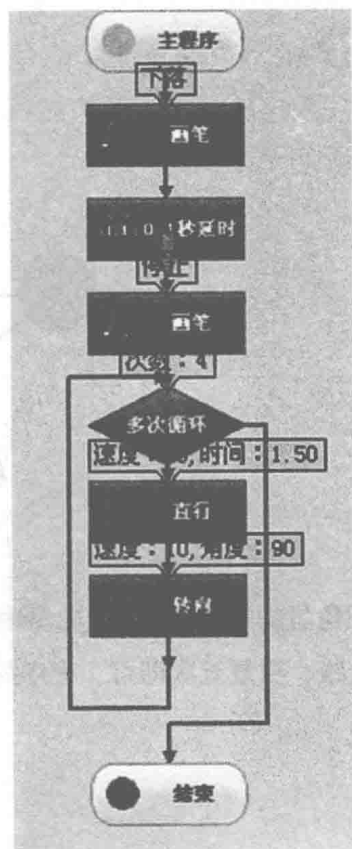 主程序
下落
画笔
秒延时
停止
画笔
次数：4
多次循环
速度： ,时间：1.50
直行
速度： ,角度：90
转向
结束